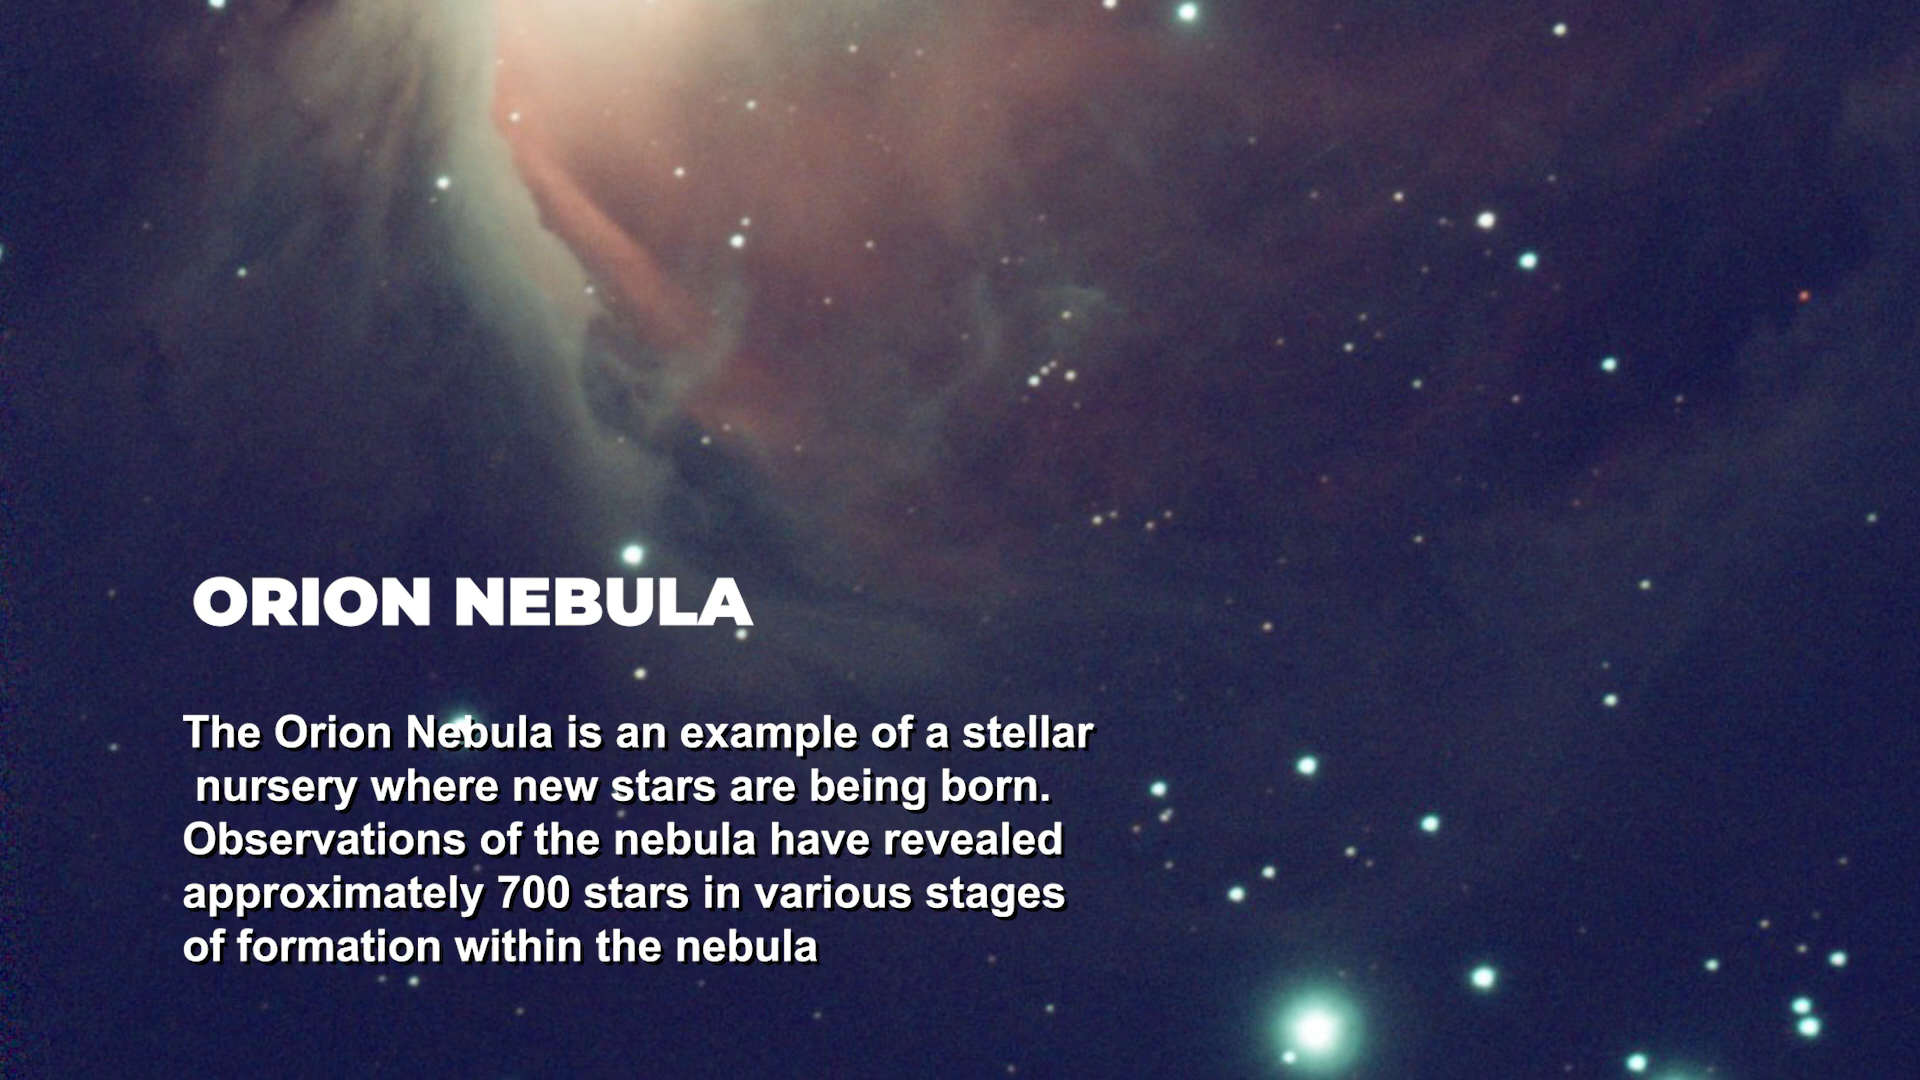 ORION NEBULA
The Orion Nebula is an example of a stellar
nursery where new stars are being born.
Observations of the nebula have revealed
approximately 700 stars in various stages
of formation within the nebula